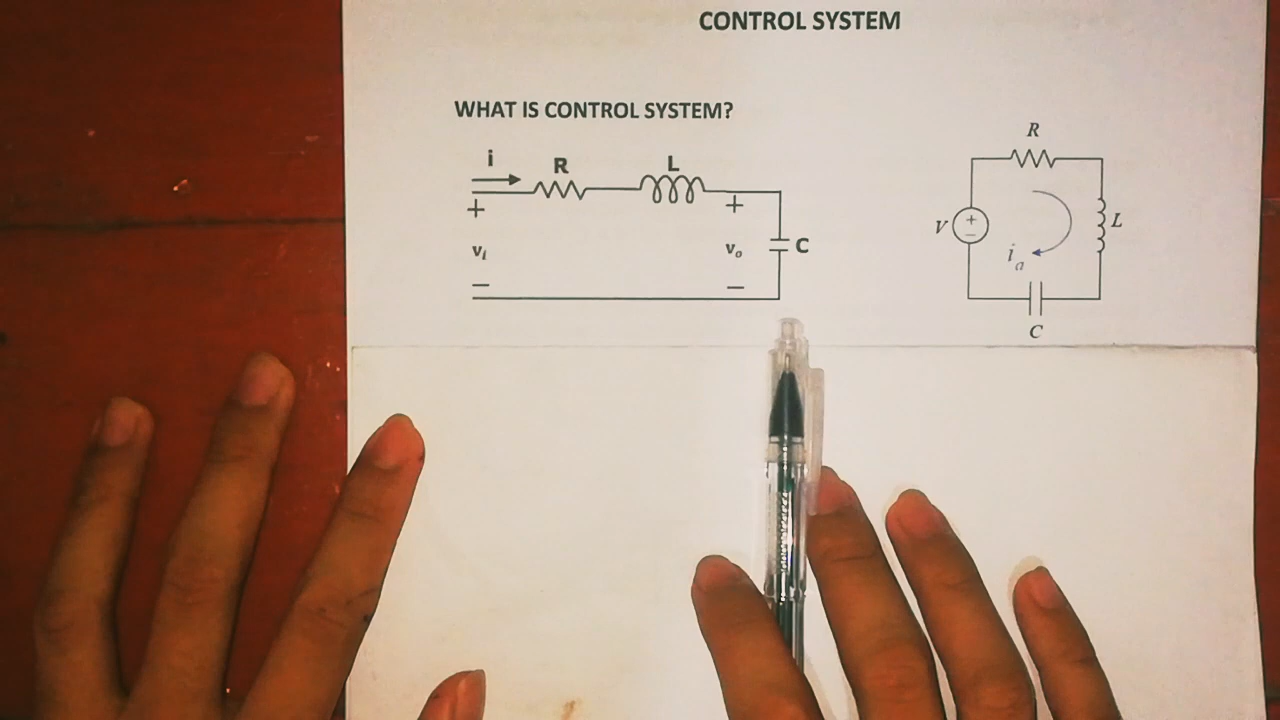 CONTROL SYSTEM
WHAT IS CONTROL SYSTEM?
i
R
L
+
+
vi
vo
C
−
−
R
V
+
−
L
ia
C